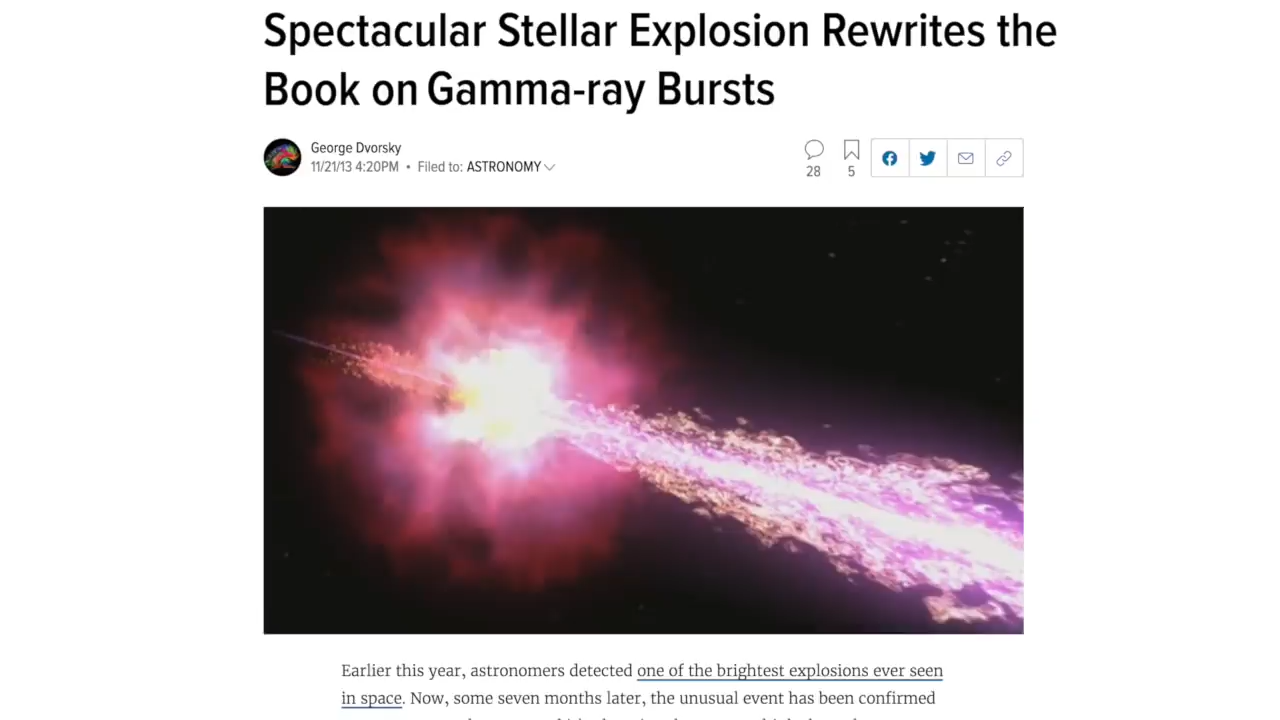 Spectacular Stellar Explosion Rewrites the
Book on Gamma-ray Bursts
George Dvorsky
11/21/13 4:20PM • Filed to: ASTRONOMY
28
5
Earlier this year, astronomers detected one of the brightest explosions ever seen
in space. Now, some seven months later, the unusual event has been confirmed